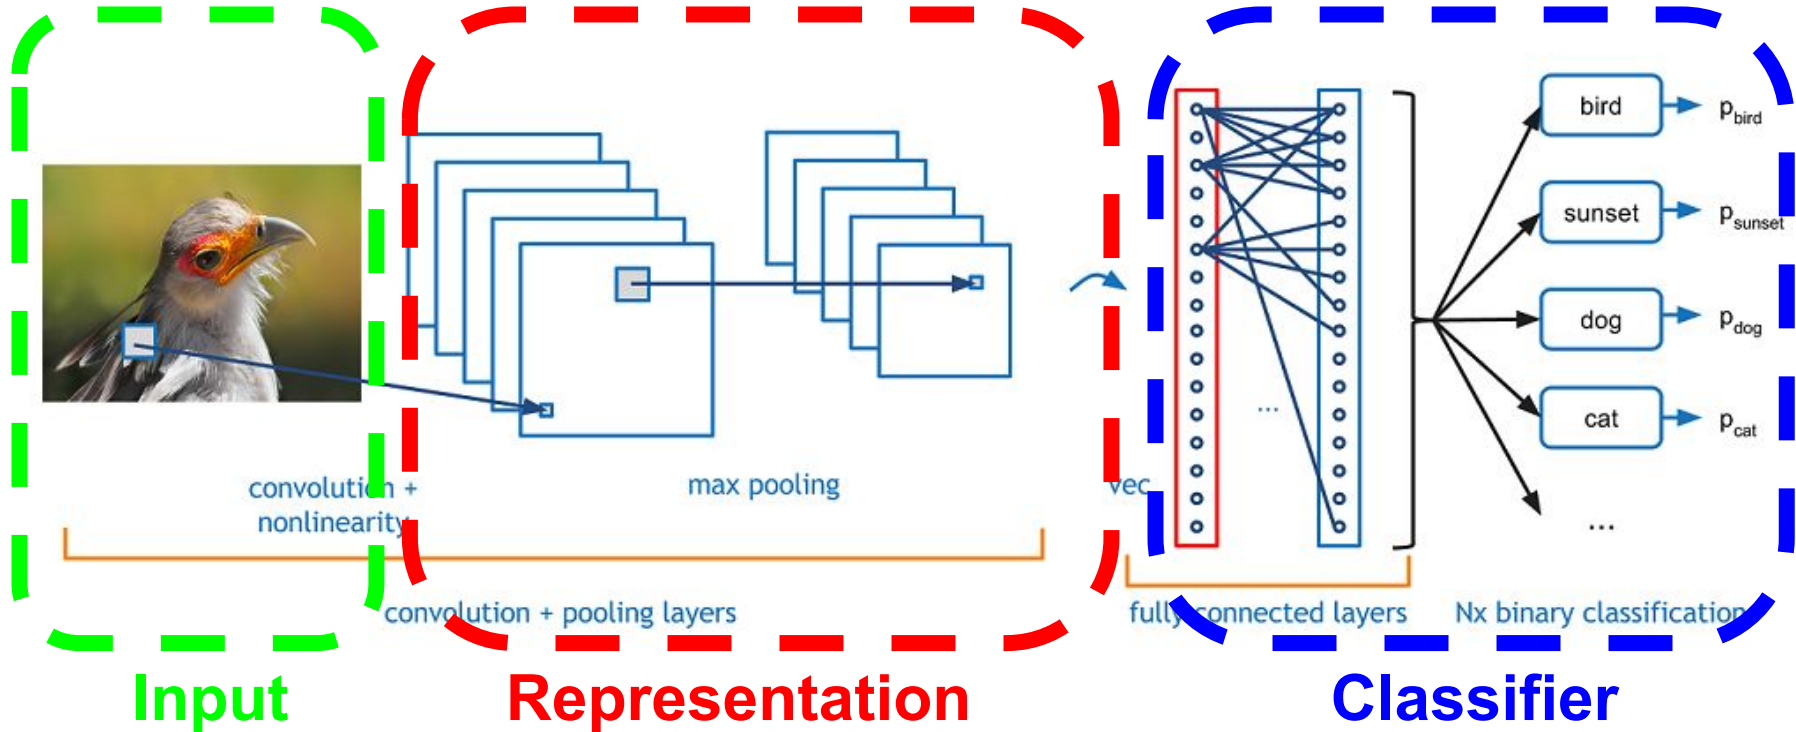 bird
p_bird
sunset
p_sunset
dog
p_dog
...
cat
p_cat
convolution +
nonlinearity
max pooling
vec
...
convolution + pooling layers
fully connected layers
Nx binary classification
Input
Representation
Classifier